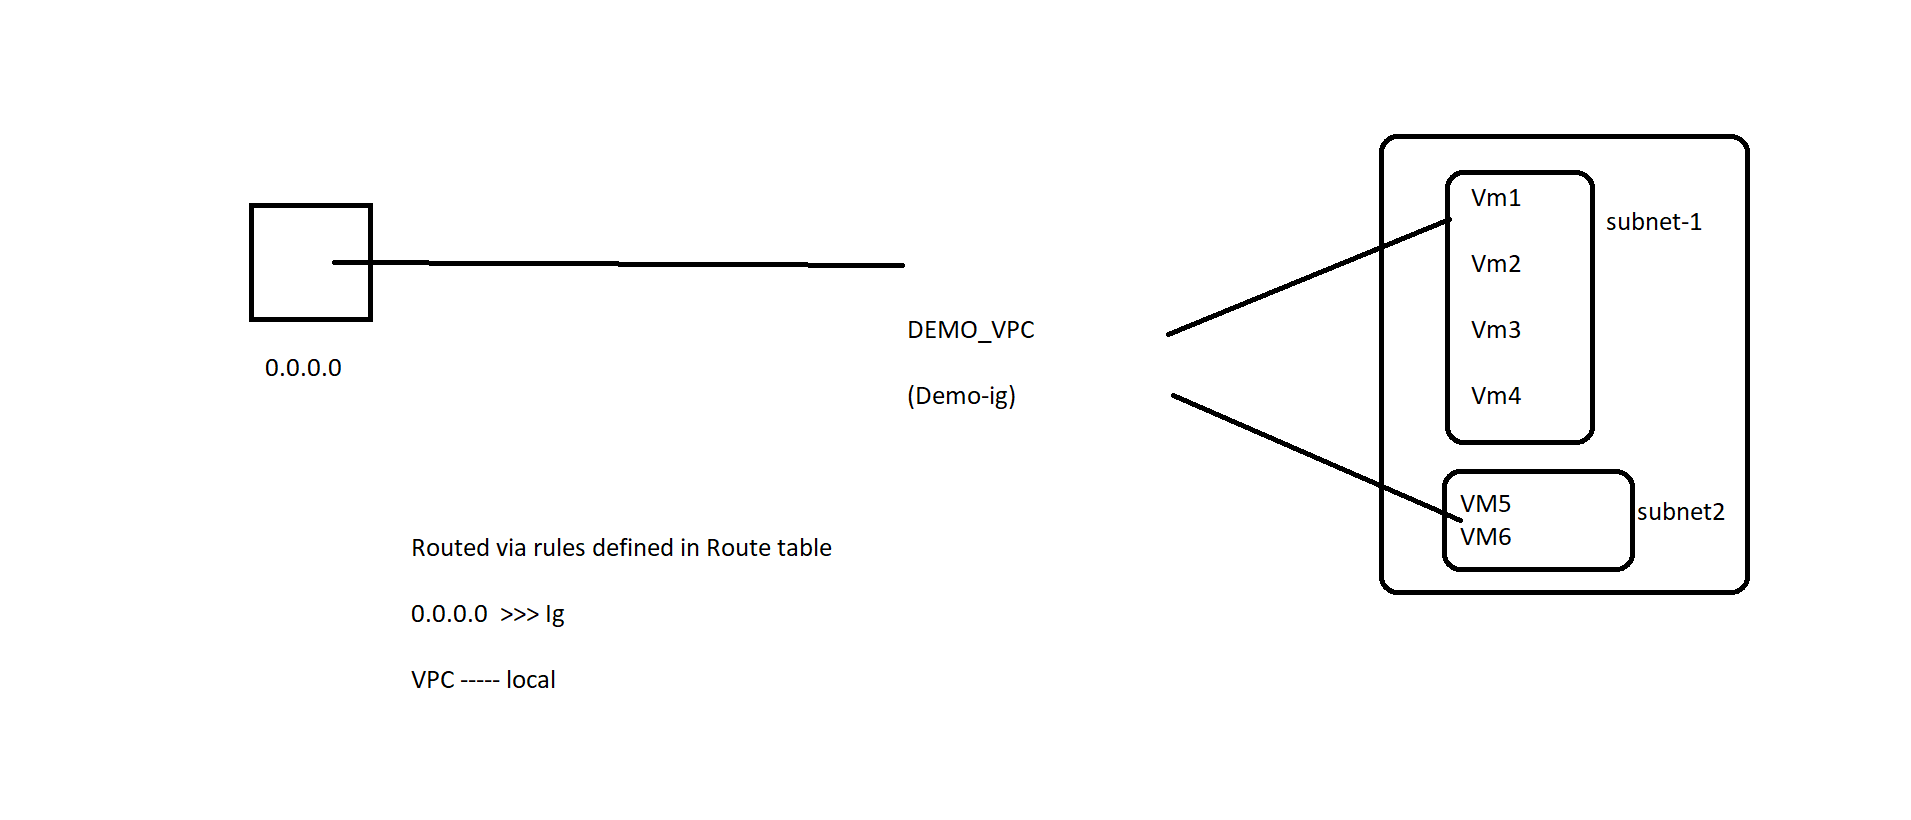 0.0.0.0
DEMO_VPC
(Demo-ig)
Vm1
Vm2
Vm3
Vm4
subnet-1
VM5
VM6
subnet2
Routed via rules defined in Route table
0.0.0.0 >>> Ig
VPC ----- local